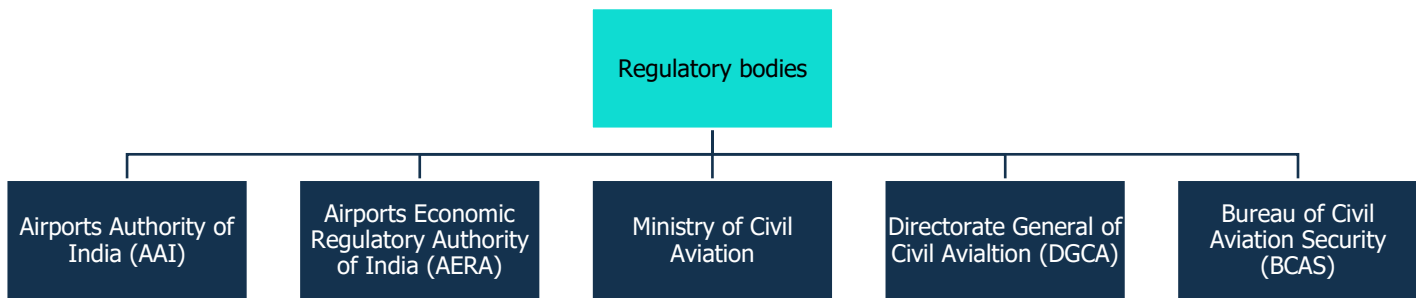 Regulatory bodies
Airports Authority of
India (AAI)
Airports Economic
Regulatory Authority
of India (AERA)
Ministry of Civil
Aviation
Directorate General of
Civil Avialtion (DGCA)
Bureau of Civil
Aviation Security
(BCAS)